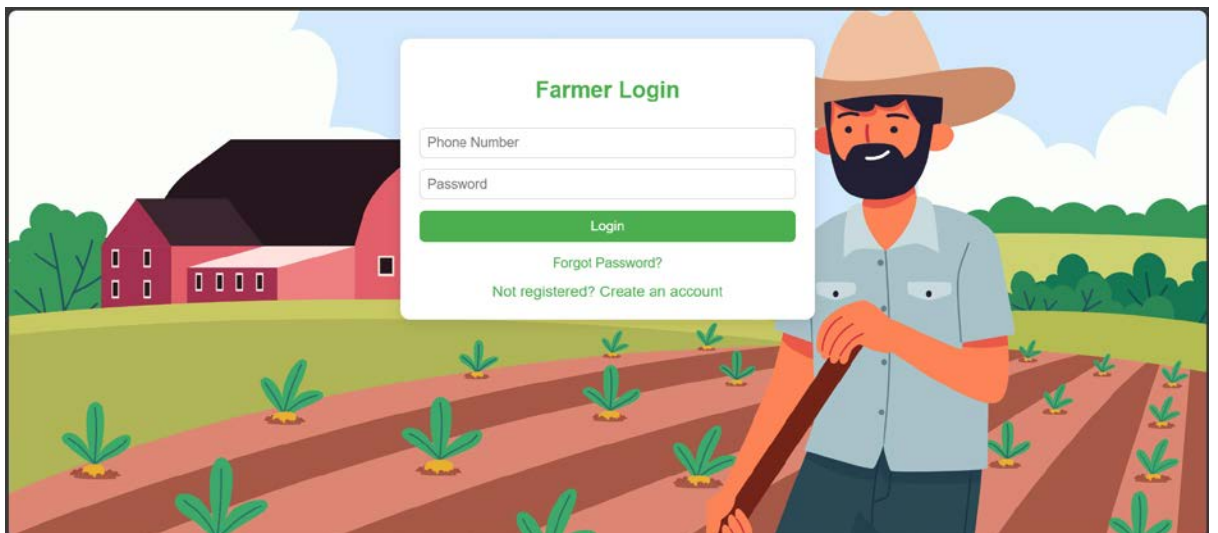 Farmer Login
Phone Number
Password
Login
Forgot Password?
Not registered? Create an account